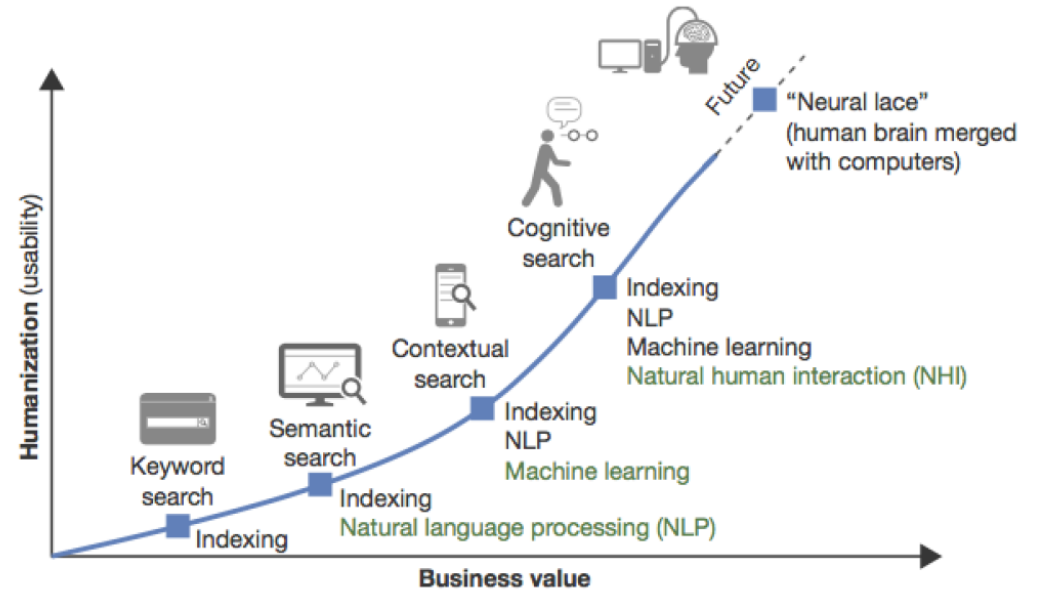 Future
“Neural lace”
(human brain merged
with computers)
Cognitive
search
Indexing
NLP
Machine learning
Natural human interaction (NHI)
Contextual
search
Indexing
NLP
Machine learning
Semantic
search
Indexing
Natural language processing (NLP)
Keyword
search
Indexing
Humanization (usability)
Business value